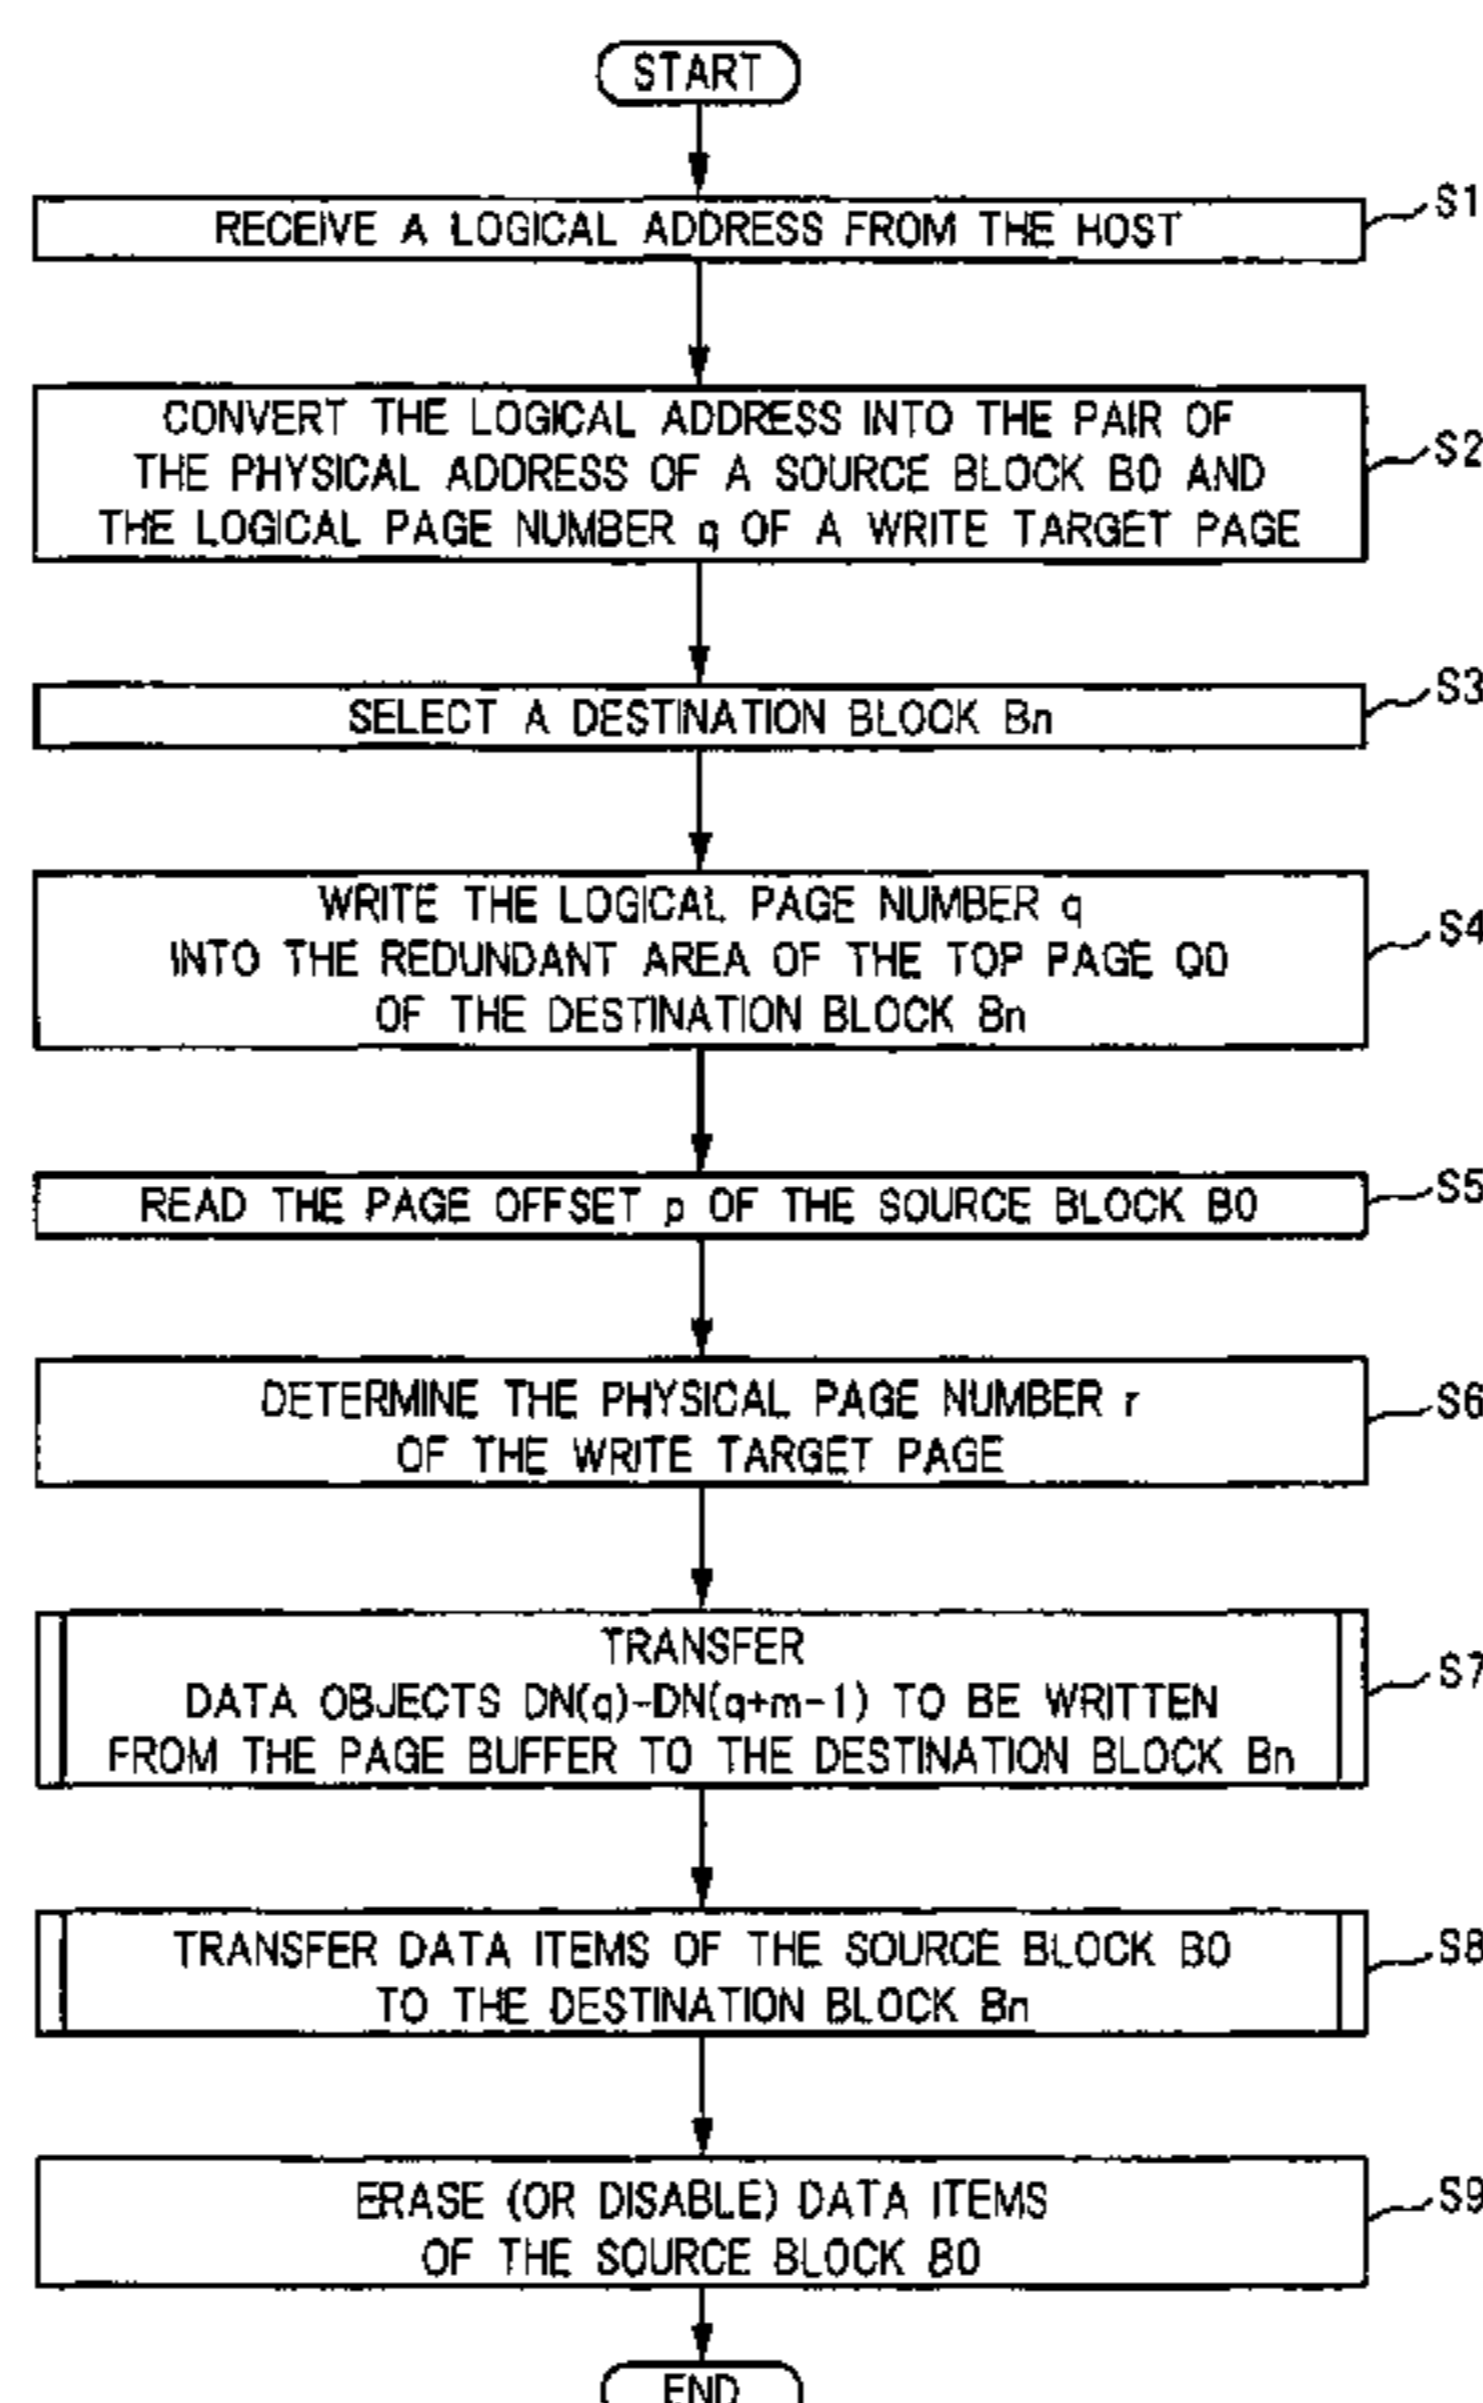 START
RECEIVE A LOGICAL ADDRESS FROM THE HOST
S1
CONVERT THE LOGICAL ADDRESS INTO THE PAIR OF
THE PHYSICAL ADDRESS OF A SOURCE BLOCK B0 AND
THE LOGICAL PAGE NUMBER q OF A WRITE TARGET PAGE
S2
SELECT A DESTINATION BLOCK Bn
S3
WRITE THE LOGICAL PAGE NUMBER q
INTO THE REDUNDANT AREA OF THE TOP PAGE Q0
OF THE DESTINATION BLOCK Bn
S4
READ THE PAGE OFFSET p OF THE SOURCE BLOCK B0
S5
DETERMINE THE PHYSICAL PAGE NUMBER r
OF THE WRITE TARGET PAGE
S6
TRANSFER
DATA OBJECTS DN(q)-DN(q+m-1) TO BE WRITTEN
FROM THE PAGE BUFFER TO THE DESTINATION BLOCK Bn
S7
TRANSFER DATA ITEMS OF THE SOURCE BLOCK B0
TO THE DESTINATION BLOCK Bn
S8
ERASE (OR DISABLE) DATA ITEMS
OF THE SOURCE BLOCK B0
S9
END